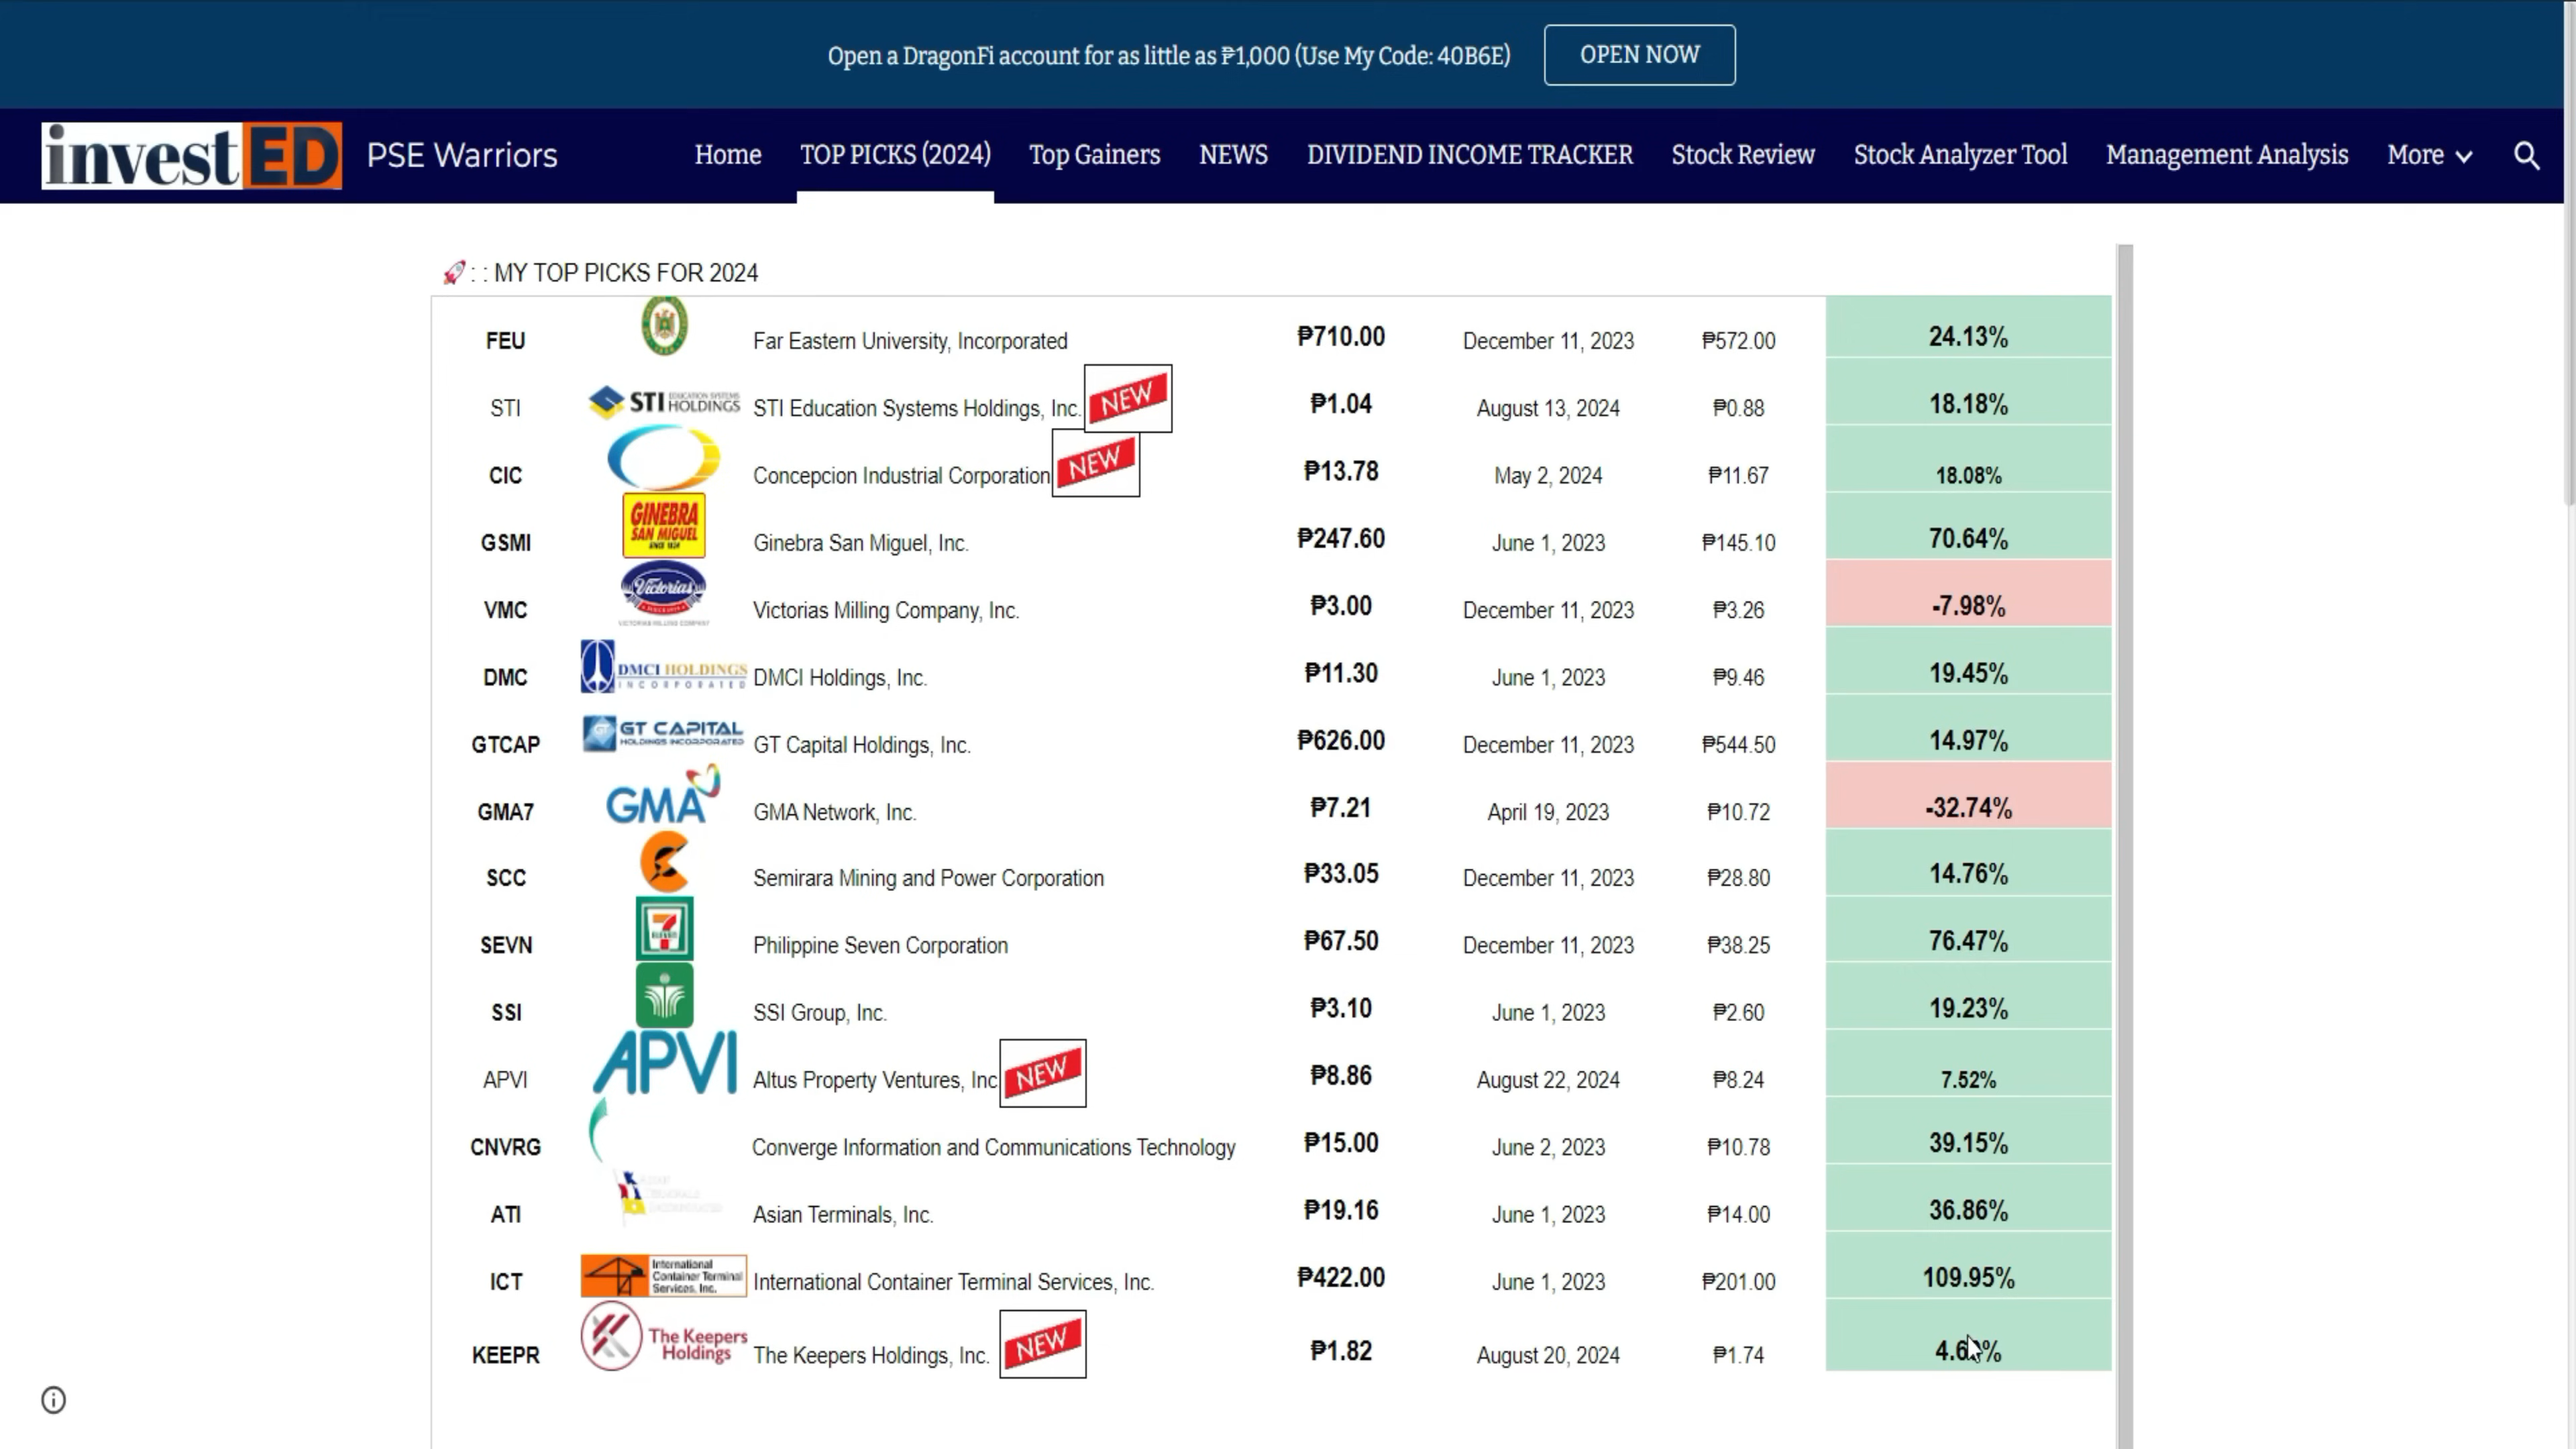 Open a DragonFi account for as little as ₱1,000 (Use My Code: 40B6E) OPEN NOW
investED PSE Warriors Home TOP PICKS (2024) Top Gainers NEWS DIVIDEND INCOME TRACKER Stock Review Stock Analyzer Tool Management Analysis More
🚀: : MY TOP PICKS FOR 2024
FEU Far Eastern University, Incorporated ₱710.00 December 11, 2023 ₱572.00 24.13%
STI STI EDUCATION SYSTEMS HOLDINGS STI Education Systems Holdings, Inc. NEW ₱1.04 August 13, 2024 ₱0.88 18.18%
CIC Concepcion Industrial Corporation NEW ₱13.78 May 2, 2024 ₱11.67 18.08%
GSMI GINEBRA SAN MIGUEL Ginebra San Miguel, Inc. ₱247.60 June 1, 2023 ₱145.10 70.64%
VMC Victorias VICTORIAS MILLING COMPANY Victorias Milling Company, Inc. ₱3.00 December 11, 2023 ₱3.26 -7.98%
DMC DMCI HOLDINGS INCORPORATED DMCI Holdings, Inc. ₱11.30 June 1, 2023 ₱9.46 19.45%
GTCAP GT CAPITAL HOLDINGS INCORPORATED GT Capital Holdings, Inc. ₱626.00 December 11, 2023 ₱544.50 14.97%
GMA7 GMA GMA Network, Inc. ₱7.21 April 19, 2023 ₱10.72 -32.74%
SCC Semirara Mining and Power Corporation ₱33.05 December 11, 2023 ₱28.80 14.76%
SEVN 7 ELEVEN Philippine Seven Corporation ₱67.50 December 11, 2023 ₱38.25 76.47%
SSI SSI Group, Inc. ₱3.10 June 1, 2023 ₱2.60 19.23%
APVI APVI Altus Property Ventures, Inc NEW ₱8.86 August 22, 2024 ₱8.24 7.52%
CNVRG Converge Information and Communications Technology ₱15.00 June 2, 2023 ₱10.78 39.15%
ATI Asian Terminals, Inc. ₱19.16 June 1, 2023 ₱14.00 36.86%
ICT International Container Terminal Services, Inc. International Container Terminal Services, Inc. ₱422.00 June 1, 2023 ₱201.00 109.95%
KEEPR The Keepers Holdings The Keepers Holdings, Inc. NEW ₱1.82 August 20, 2024 ₱1.74